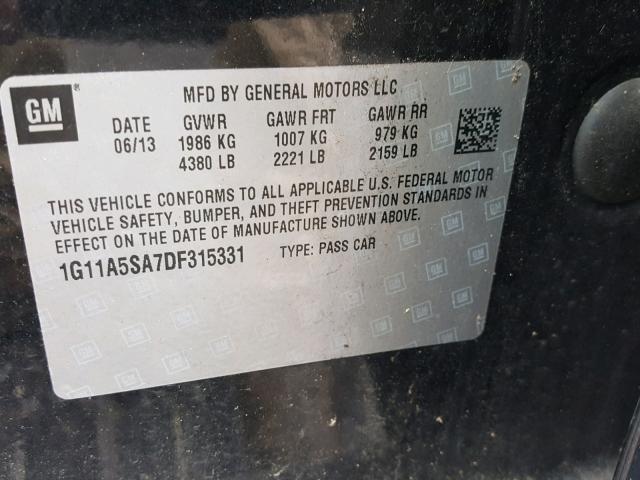 GM
MFD BY GENERAL MOTORS LLC
DATE GVWR GAWR FRT GAWR RR
06/13 1986 KG 1007 KG 979 KG
4380 LB 2221 LB 2159 LB
THIS VEHICLE CONFORMS TO ALL APPLICABLE U.S. FEDERAL MOTOR
VEHICLE SAFETY, BUMPER, AND THEFT PREVENTION STANDARDS IN
EFFECT ON THE DATE OF MANUFACTURE SHOWN ABOVE.
1G11A5SA7DF315331 TYPE: PASS CAR